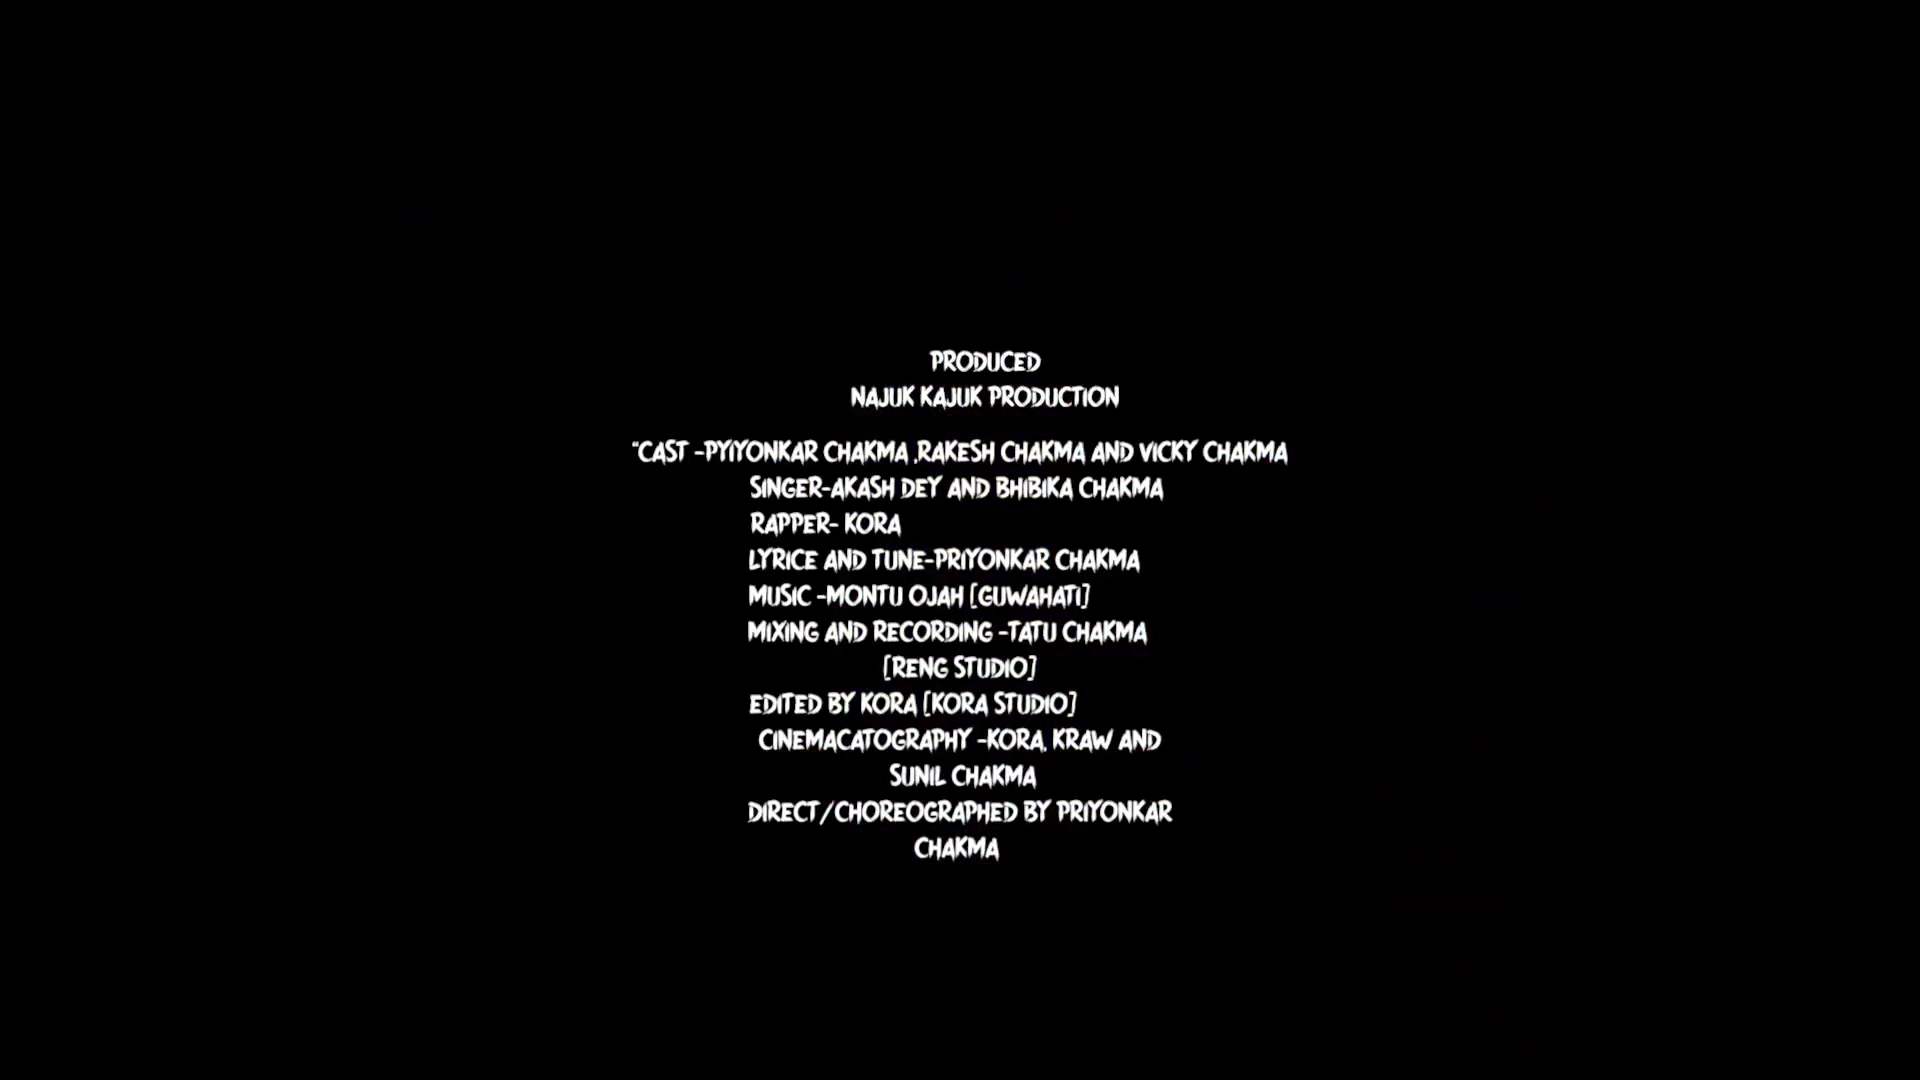 PRODUCED
NAJUK KAJUK PRODUCTION
"CAST -PYIYONKAR CHAKMA ,RAKESH CHAKMA AND VICKY CHAKMA
SINGER-AKASH DEY AND BHIBIKA CHAKMA
RAPPER- KORA
LYRICE AND TUNE-PRIYONKAR CHAKMA
MUSIC -MONTU OJAH [GUWAHATI]
MIXING AND RECORDING -TATU CHAKMA
[RENG STUDIO]
EDITED BY KORA [KORA STUDIO]
CINEMACATOGRAPHY -KORA, KRAW AND
SUNIL CHAKMA
DIRECT/CHOREOGRAPHED BY PRIYONKAR
CHAKMA